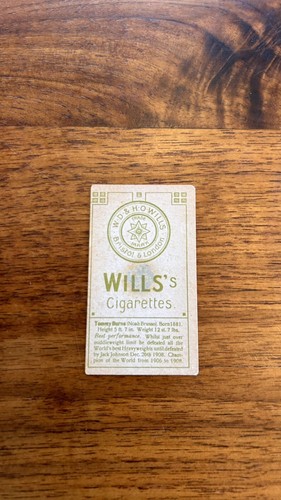 W.D. & H.O. WILLS
Bristol & London
WILLS's
Cigarettes.
Tommy Burns (Noah Brusso). Born 1881.
Height 5 ft. 7 in. Weight 12 st. 7 lbs.
Best performance. Whilst just over
middleweight limit he defeated all the
World's best Heavyweights until defeated
by Jack Johnson Dec. 26th 1908. Cham-
pion of the World from 1906 to 1908.